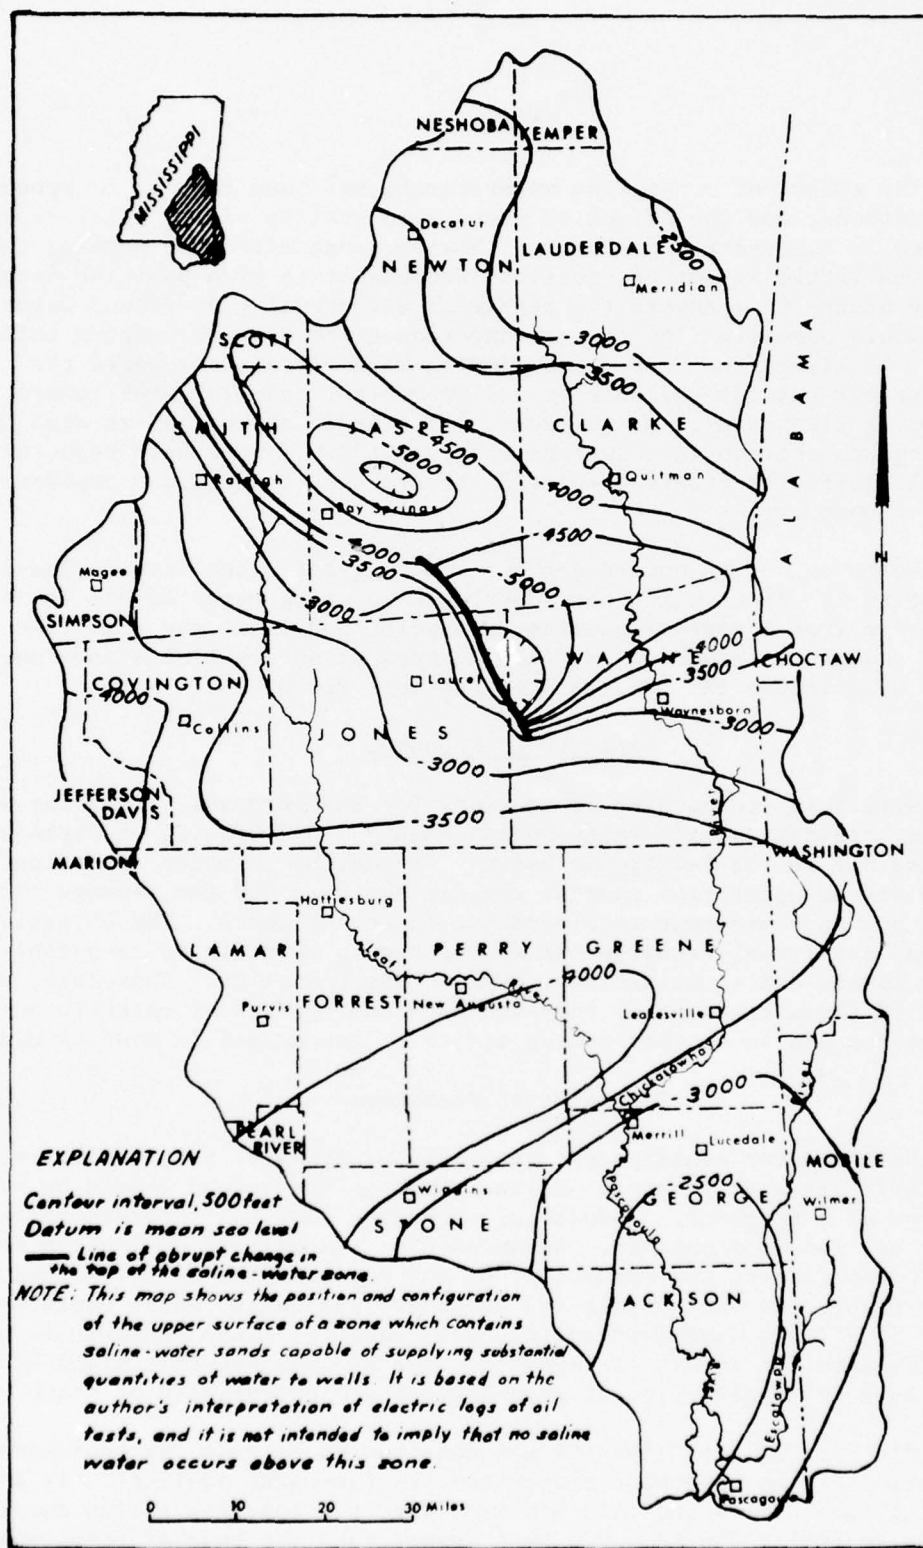 MISSISSIPPI
NESHOBA
KEMPER
Decatur
NEWTON
LAUDERDALE
-2500
Meridian
ALABAMA
-3000
SCOTT
-3500
SMITH
JASPER
-4500
CLARKE
-5000
Raleigh
-4000
Quitman
Bay Springs
N
-4000
4500
-3500
-5000
Magee
-3000
SIMPSON
-4000
WAYNE
-3500
CHOCTAW
COVINGTON
Laurel
-4000
Waynesboro
-3000
Collins
JONES
-3000
JEFFERSON
DAVIS
River
-3500
MARION
WASHINGTON
Hattiesburg
LAMAR
PERRY
GREENE
Leaf
River
-4000
Purvis
FORREST
New Augusta
Leakesville
Chickasawhay
River
-3000
PEARL
RIVER
Merrill
Lucedale
MOBILE
EXPLANATION
-2500
Wiggins
Pascagoula
GEORGE
Wilmer
STONE
Contour interval, 500 feet
Datum is mean sea level
Line of abrupt change in
the top of the saline-water zone.
ACKSON
NOTE: This map shows the position and configuration
of the upper surface of a zone which contains
saline-water sands capable of supplying substantial
quantities of water to wells. It is based on the
author's interpretation of electric logs of oil
tests, and it is not intended to imply that no saline
water occurs above this zone.
River
Escatawpa
Pascagoula
0 10 20 30 Miles